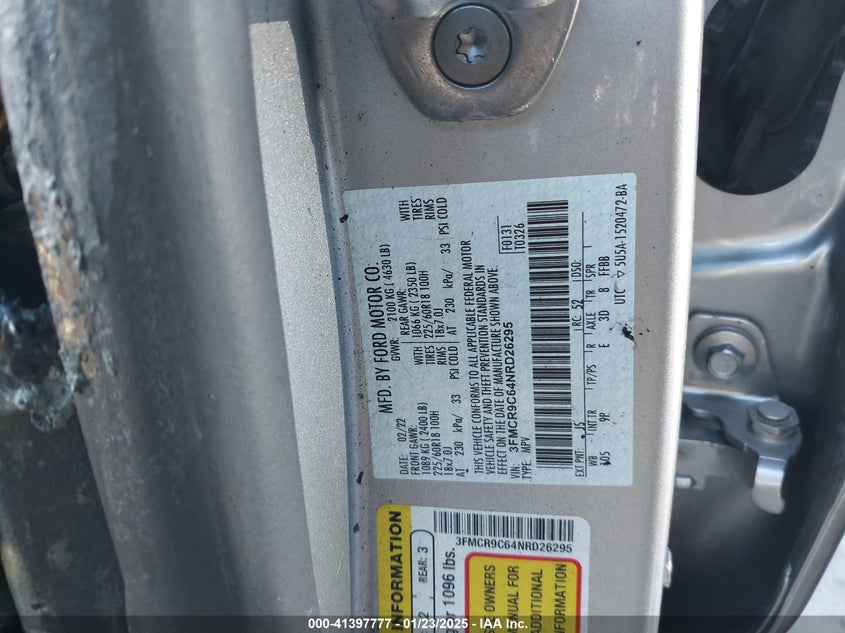 MFD. BY FORD MOTOR CO.
DATE: 02/22
GVWR: 2100 KG ( 4630 LB)
FRONT GAWR:
1089 KG ( 2400 LB)
225/60R18 100H
18x7.0J
AT 230 kPa/ 33 PSI COLD
WITH
TIRES
RIMS
REAR GAWR:
1066 KG ( 2350 LB)
225/60R18 100H
18x7.0J
AT 230 kPa/ 33 PSI COLD
WITH
TIRES
RIMS
THIS VEHICLE CONFORMS TO ALL APPLICABLE FEDERAL MOTOR
VEHICLE SAFETY AND THEFT PREVENTION STANDARDS IN
EFFECT ON THE DATE OF MANUFACTURE SHOWN ABOVE.
VIN: 3FMCR9C64NRD26295
TYPE: MPV
F0131
T0326
EXT PNT: JS RC: 52 DSO:
WB INT TR TP/PS R AXLE TR SPR
105 9P E 3D B FFBB
UTC ▽ 5U5A-1520472-BA
3FMCR9C64NRD26295
INFORMATION
REAR: 3
1096 lbs.
OWNERS
MANUAL FOR
ADDITIONAL
INFORMATION
000-41397777 - 01/23/2025 - IAA Inc.